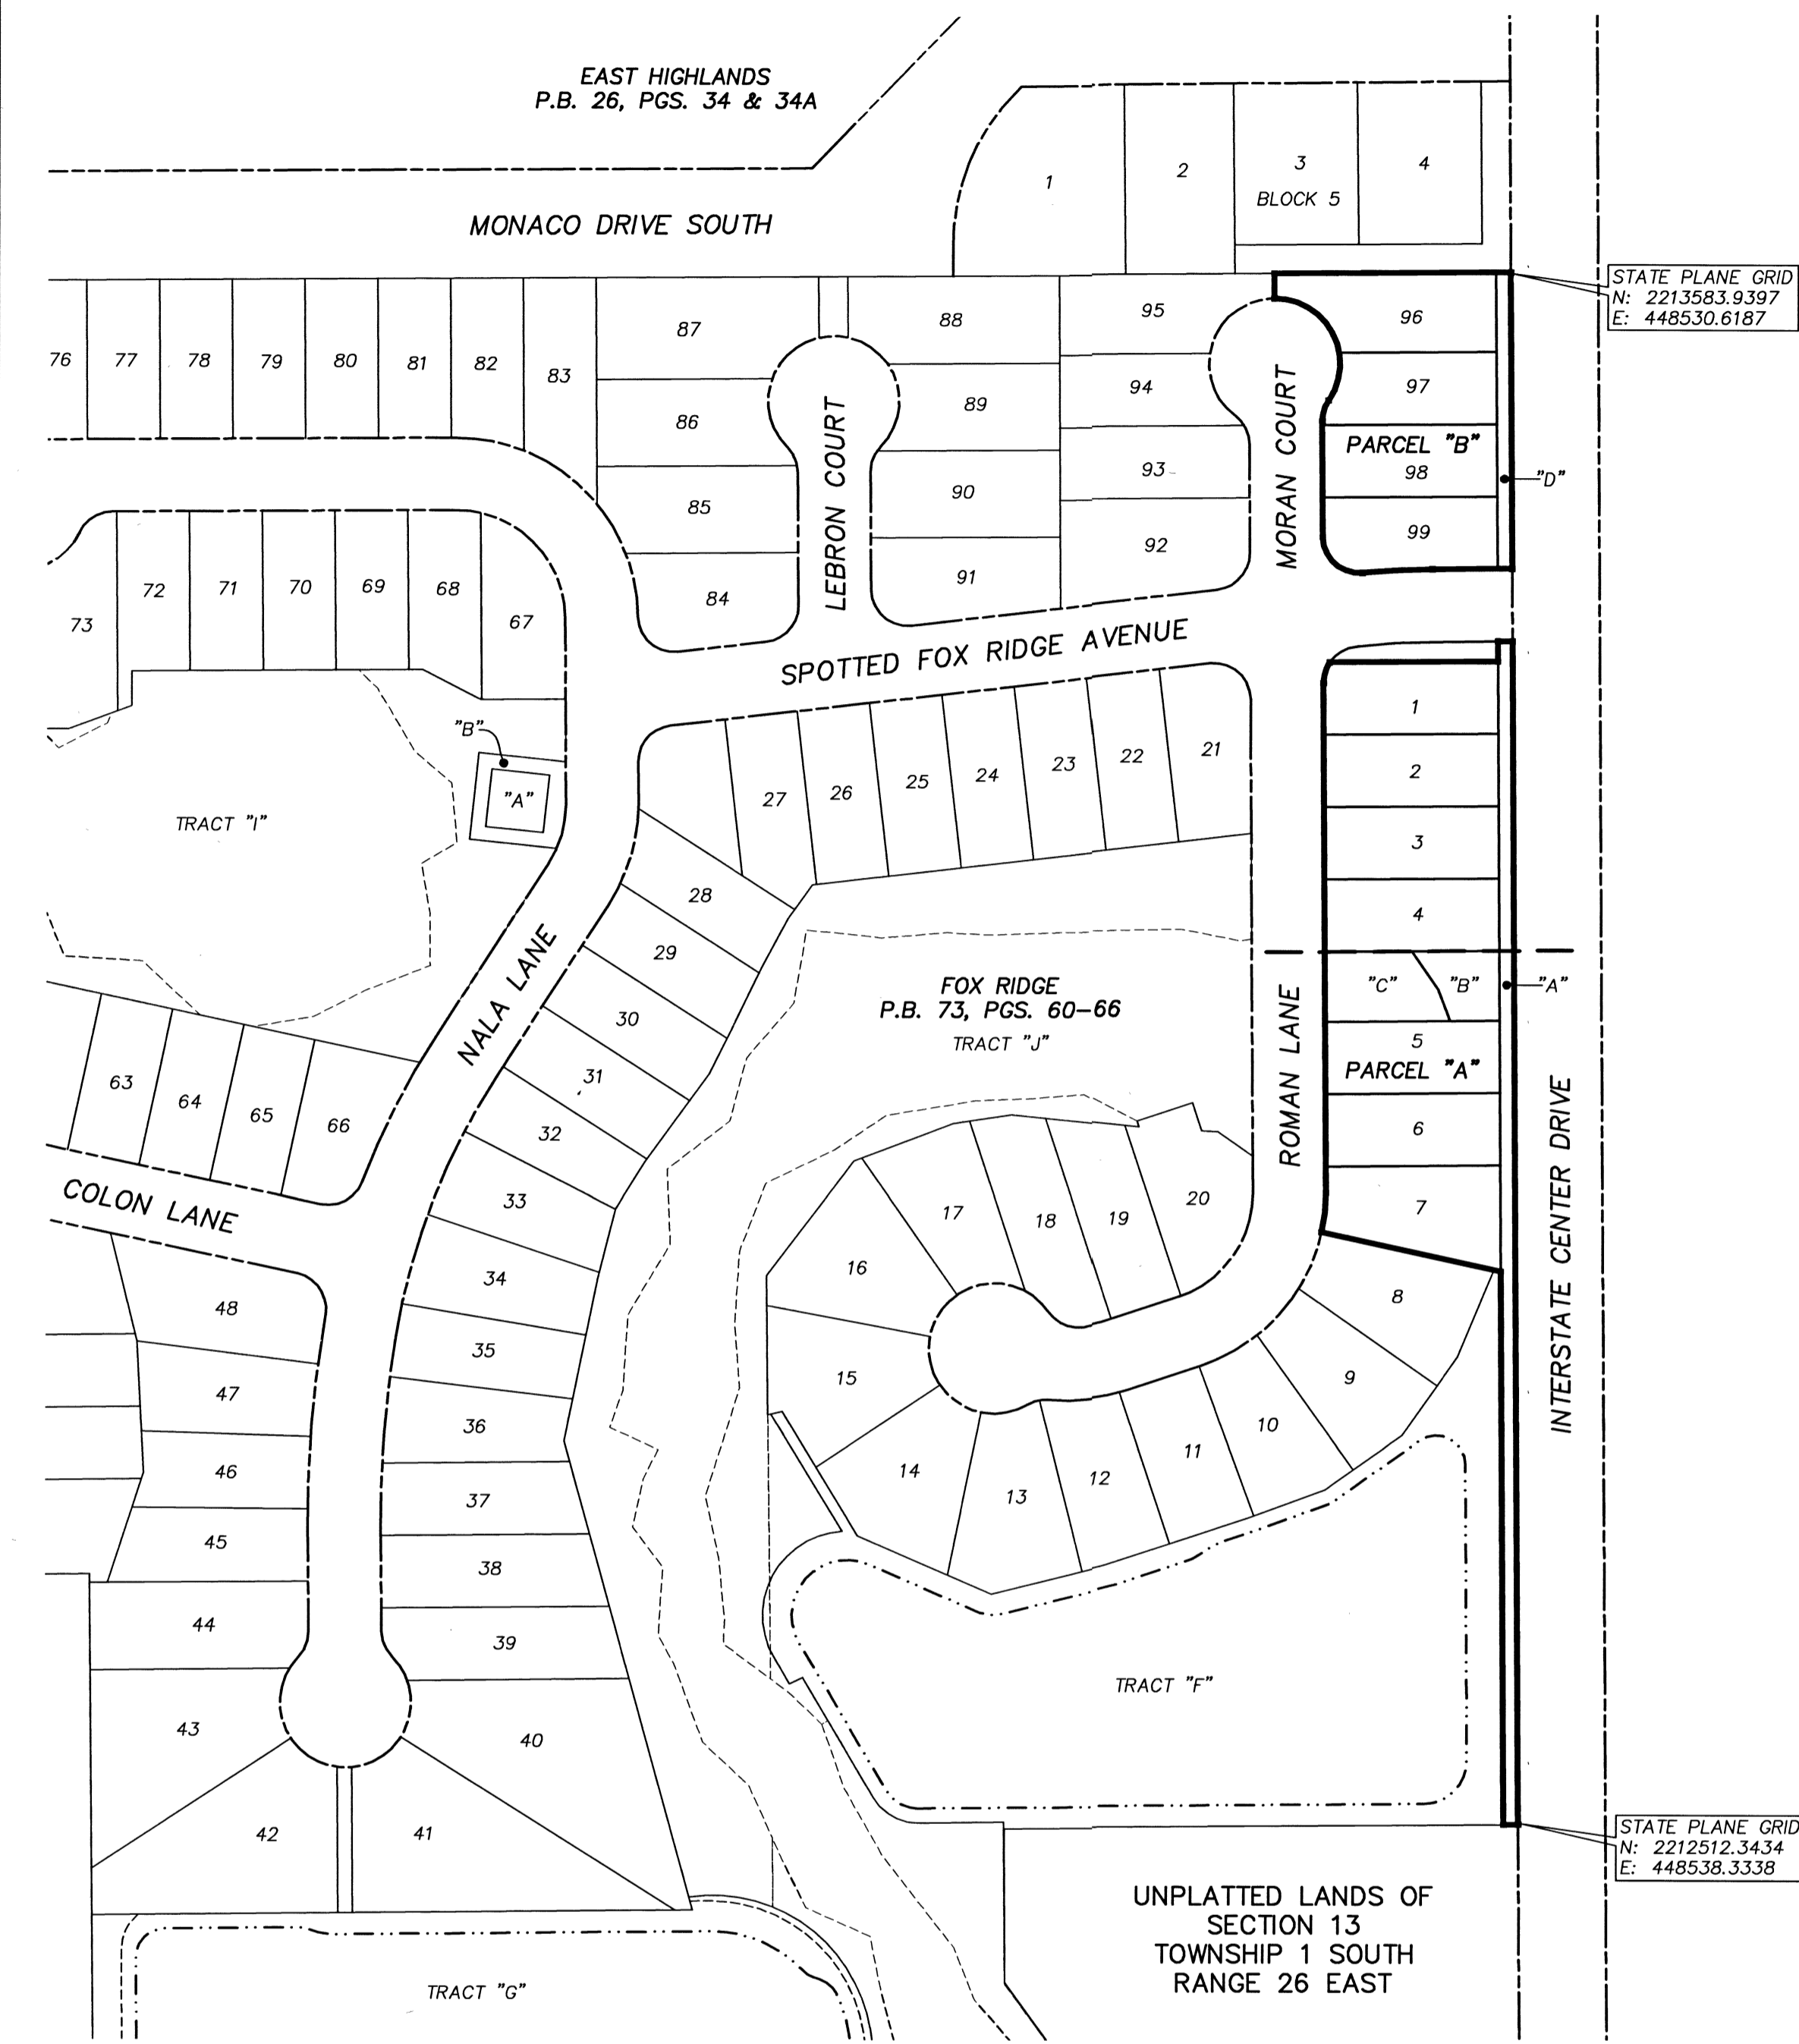 EAST HIGHLANDS
P.B. 26, PGS. 34 & 34A
MONACO DRIVE SOUTH
1
2
3
BLOCK 5
4
STATE PLANE GRID
N: 2213583.9397
E: 448530.6187
76
77
78
79
80
81
82
83
87
86
85
84
LEBRON COURT
88
89
90
91
95
94
93
92
MORAN COURT
96
97
PARCEL "B"
98
99
"D"
73
72
71
70
69
68
67
SPOTTED FOX RIDGE AVENUE
"B"
"A"
TRACT "I"
27
26
25
24
23
22
21
1
2
3
4
"C"
"B"
"A"
5
PARCEL "A"
6
7
28
29
30
31
32
33
34
35
36
37
38
39
40
NALA LANE
FOX RIDGE
P.B. 73, PGS. 60-66
TRACT "J"
ROMAN LANE
INTERSTATE CENTER DRIVE
63
64
65
66
COLON LANE
48
47
46
45
44
43
42
41
17
18
19
20
16
15
14
13
12
11
10
9
8
TRACT "F"
STATE PLANE GRID
N: 2212512.3434
E: 448538.3338
UNPLATTED LANDS OF
SECTION 13
TOWNSHIP 1 SOUTH
RANGE 26 EAST
TRACT "G"